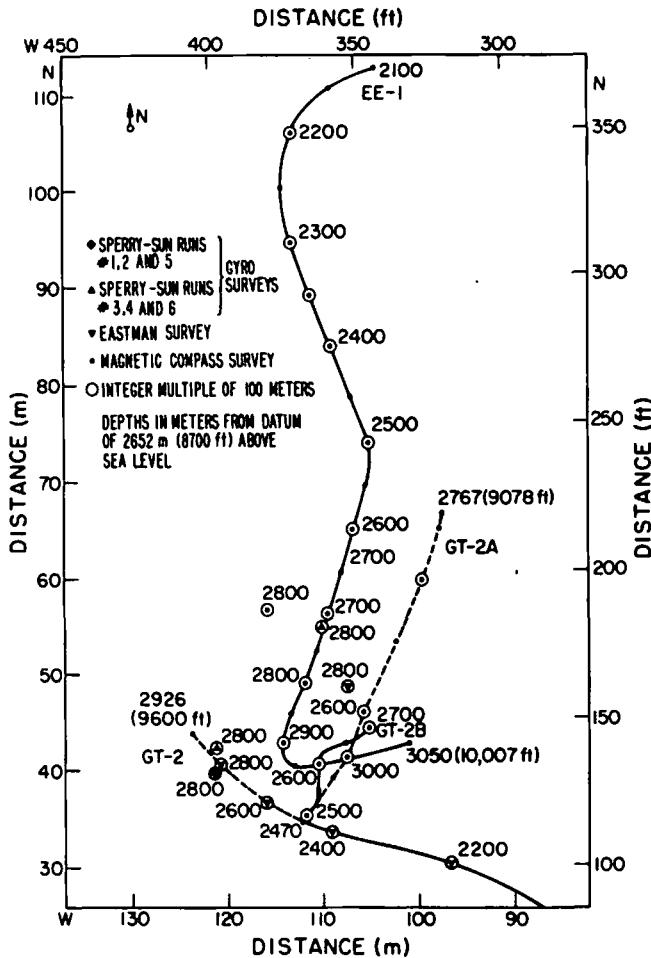 DISTANCE (ft)
W 450 400 350 300
N
N
110
100
90
80
70
60
50
40
30
DISTANCE (m)
350
300
250
200
150
100
DISTANCE (ft)
N
2100
EE-1
2200
2300
2400
2500
2600
2700
2700
2800
2800
2800
2900
3000
3050 (10,007 ft)
2767 (9078 ft)
GT-2A
2800
2600
2700
GT-2B
2600
2500
2470
2400
2200
2926
(9600 ft)
GT-2
2800
2800
2800
2600
SPERRY-SUN RUNS
#1,2 AND 5
SPERRY-SUN RUNS
# 3,4 AND 6
GYRO
SURVEYS
EASTMAN SURVEY
MAGNETIC COMPASS SURVEY
INTEGER MULTIPLE OF 100 METERS
DEPTHS IN METERS FROM DATUM
OF 2652 m (8700 ft) ABOVE
SEA LEVEL
W 130 120 110 100 90
DISTANCE (m)